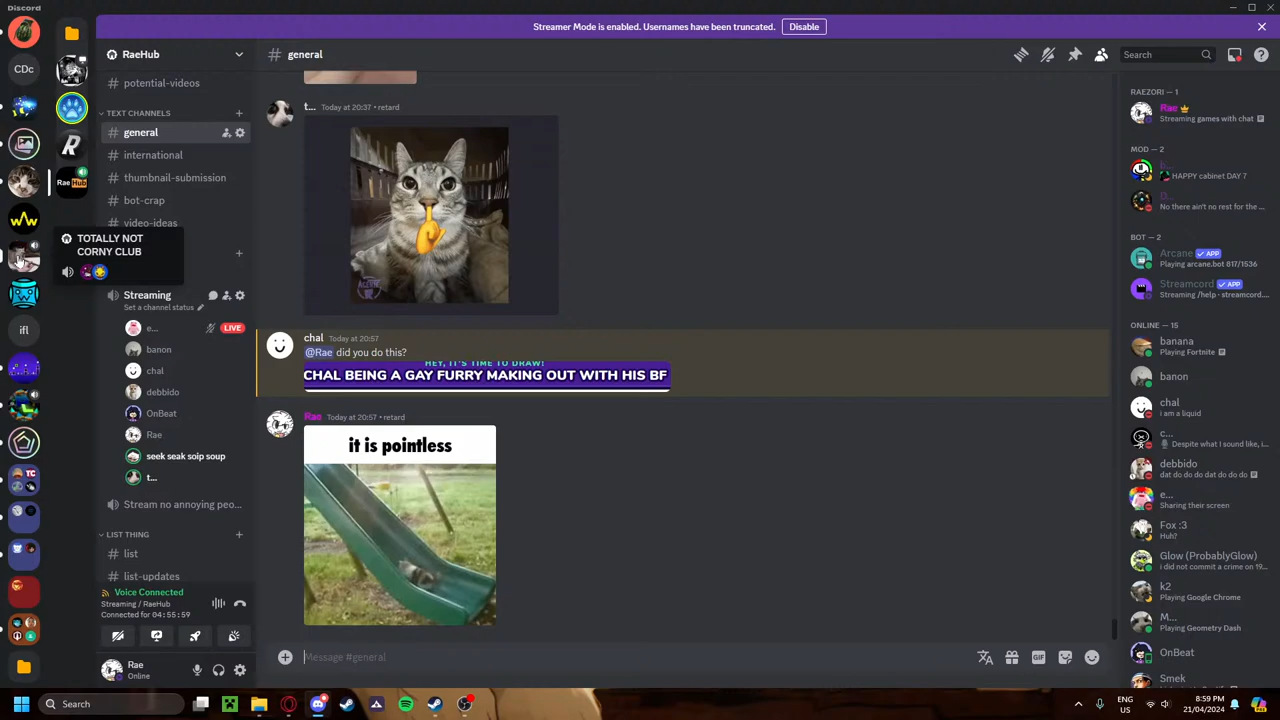 Discord
Streamer Mode is enabled. Usernames have been truncated.
Disable
CDc
ifl
TC
Rae Hub
RaeHub
potential-videos
TEXT CHANNELS
general
international
thumbnail-submission
bot-crap
video-ideas
TOTALLY NOT
CORNY CLUB
Streaming
Set a channel status
e...
LIVE
banon
chal
debbido
OnBeat
Rae
seek seak soip soup
t...
Stream no annoying peo...
LIST THING
list
list-updates
Voice Connected
Streaming / RaeHub
Connected for 04:55:59
Rae
Online
general
Search
t... Today at 20:37 • retard
chal Today at 20:57
@Rae did you do this?
HEY, IT'S TIME TO DRAW!
CHAL BEING A GAY FURRY MAKING OUT WITH HIS BF
Rae Today at 20:57 • retard
it is pointless
Message #general
GIF
RAEZORI — 1
Rae
Streaming games with chat
MOD — 2
b...
HAPPY cabinet DAY 7
D...
No there ain't no rest for the ...
BOT — 2
Arcane APP
Playing arcane.bot 817/1536
Streamcord APP
Streaming /help · streamcord....
ONLINE — 15
banana
Playing Fortnite
banon
chal
i am a liquid
c...
Despite what I sound like, i...
debbido
dat do do do dat do do do
e...
Sharing their screen
Fox :3
Huh?
Glow (ProbablyGlow)
i did not commit a crime on 19...
k2
Playing Google Chrome
M...
Playing Geometry Dash
OnBeat
Smek
Search
ENG
US
8:59 PM
21/04/2024